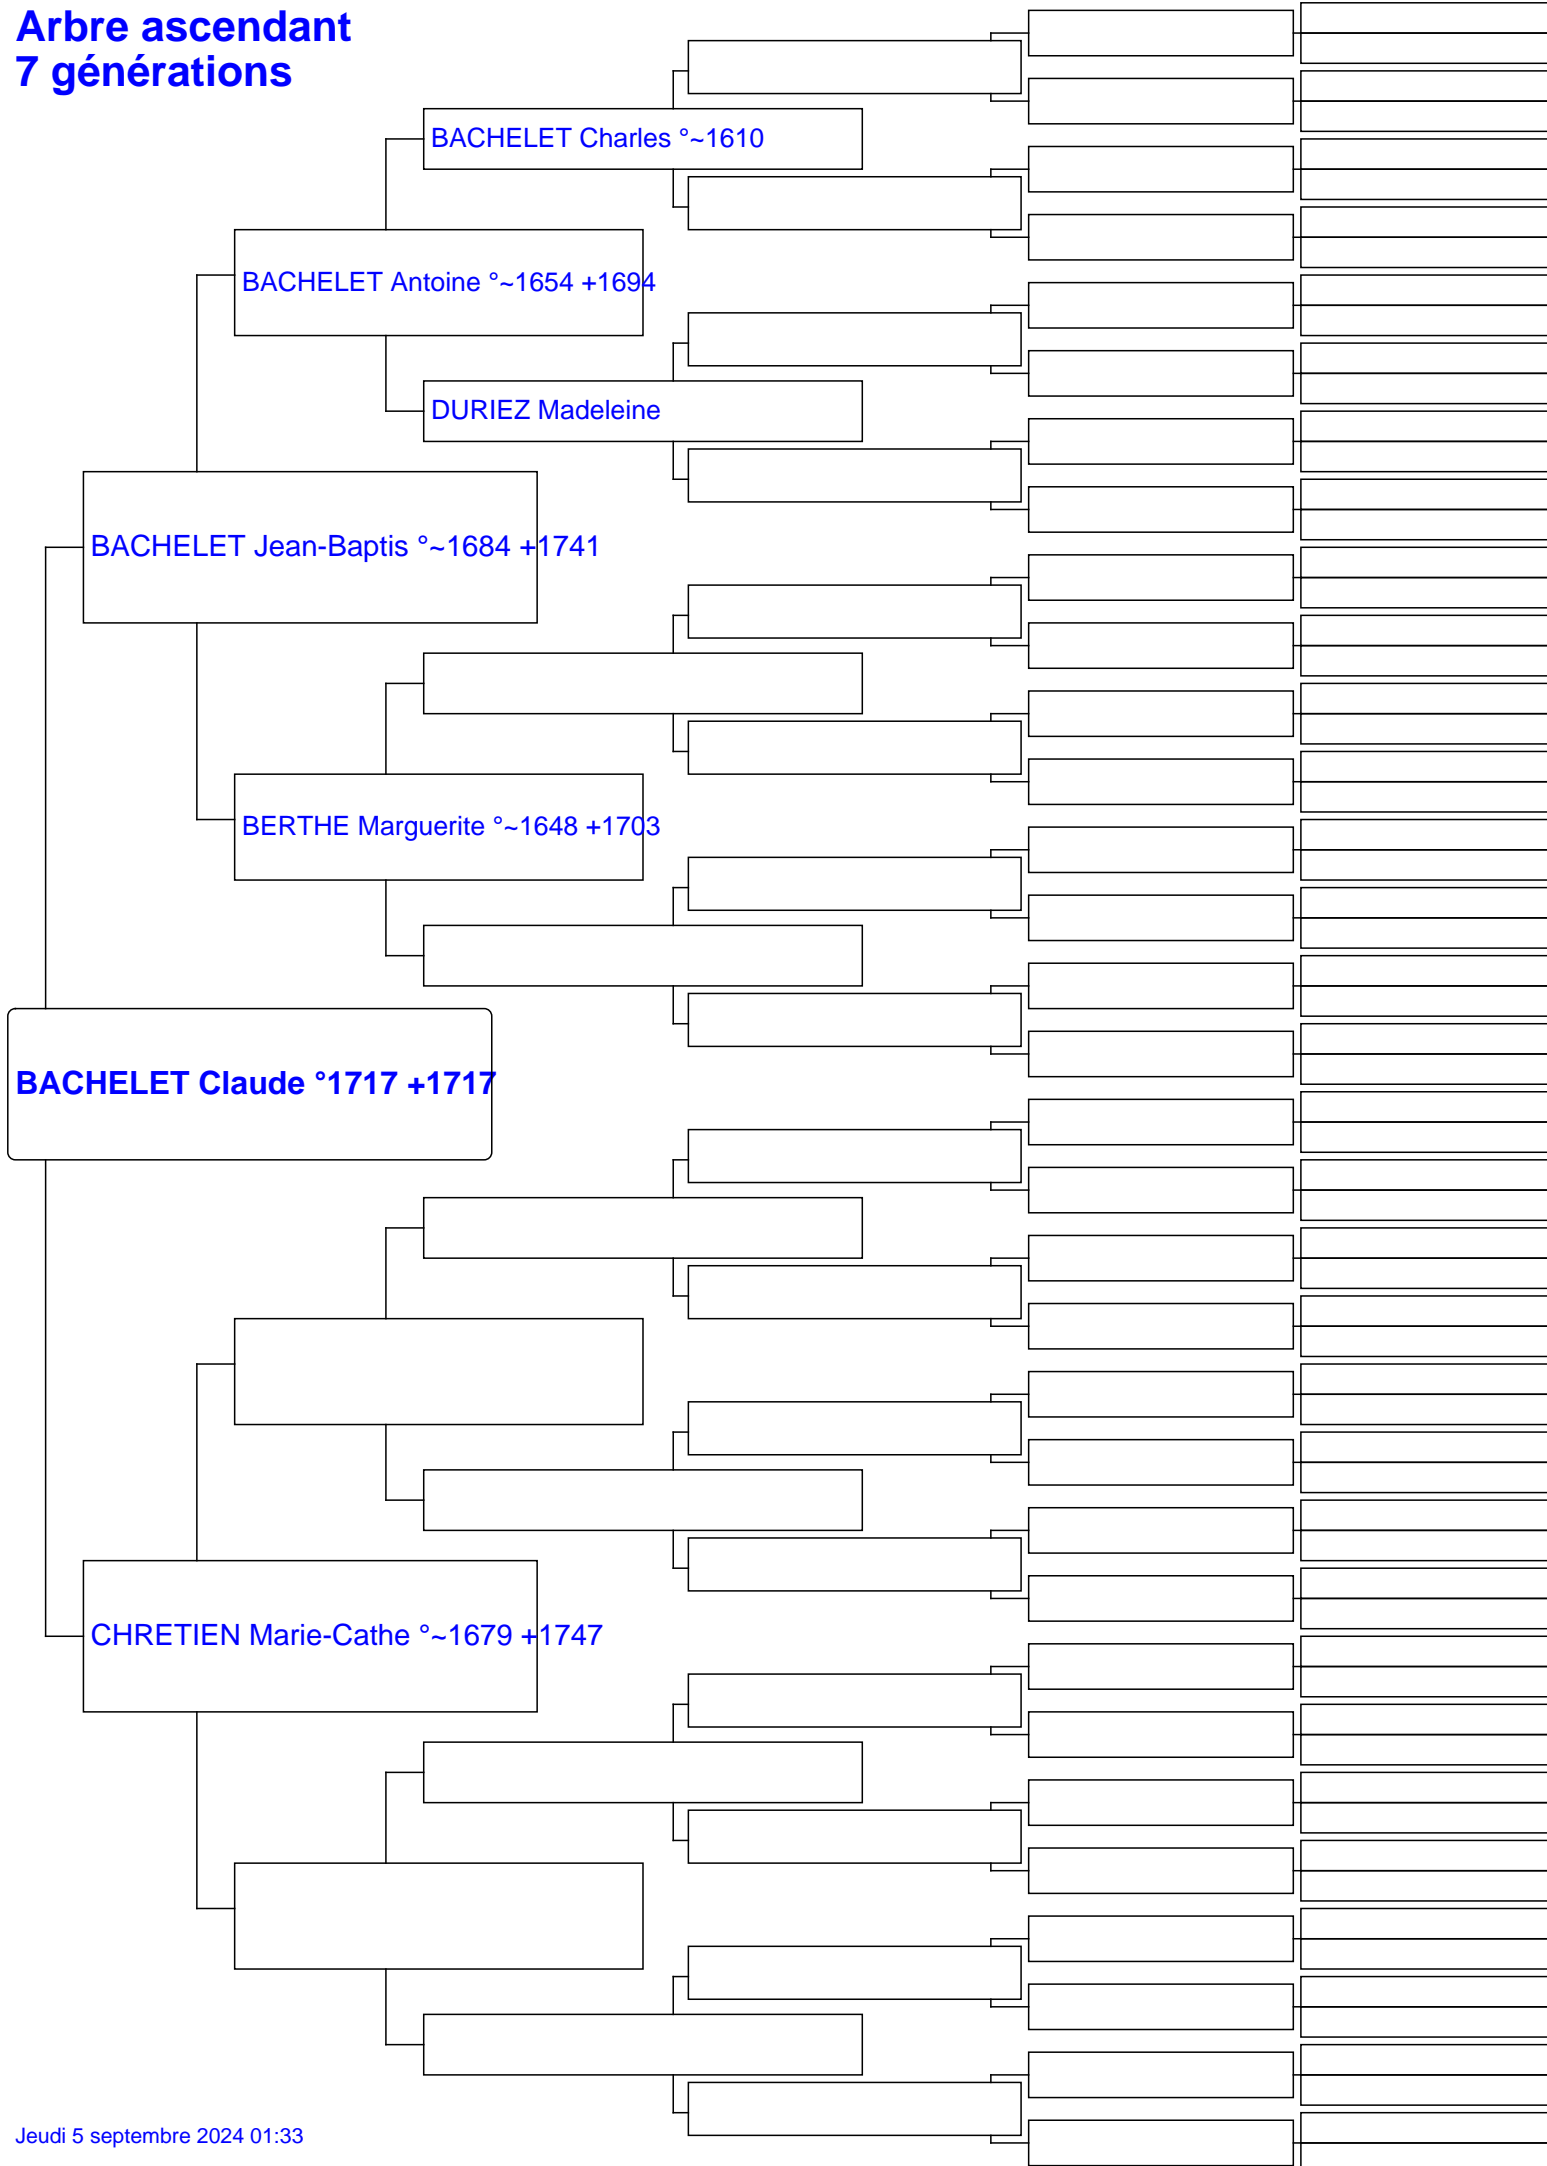 Arbre ascendant
7 générations
BACHELET Charles °~1610
BACHELET Antoine °~1654 +1694
DURIEZ Madeleine
BACHELET Jean-Baptis °~1684 +1741
BERTHE Marguerite °~1648 +1703
BACHELET Claude °1717 +1717
CHRETIEN Marie-Cathe °~1679 +1747
Jeudi 5 septembre 2024 01:33